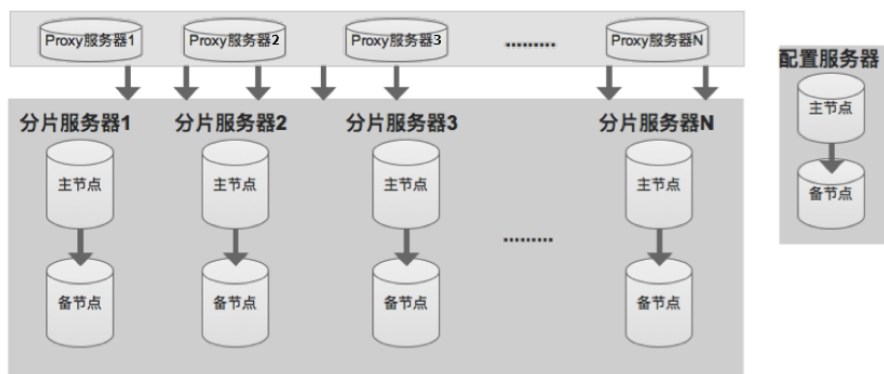 Proxy服务器1 Proxy服务器2 Proxy服务器3 ......... Proxy服务器N
配置服务器
分片服务器1 分片服务器2 分片服务器3 分片服务器N
主节点
主节点 主节点 主节点 主节点
备节点
.........
备节点 备节点 备节点 备节点